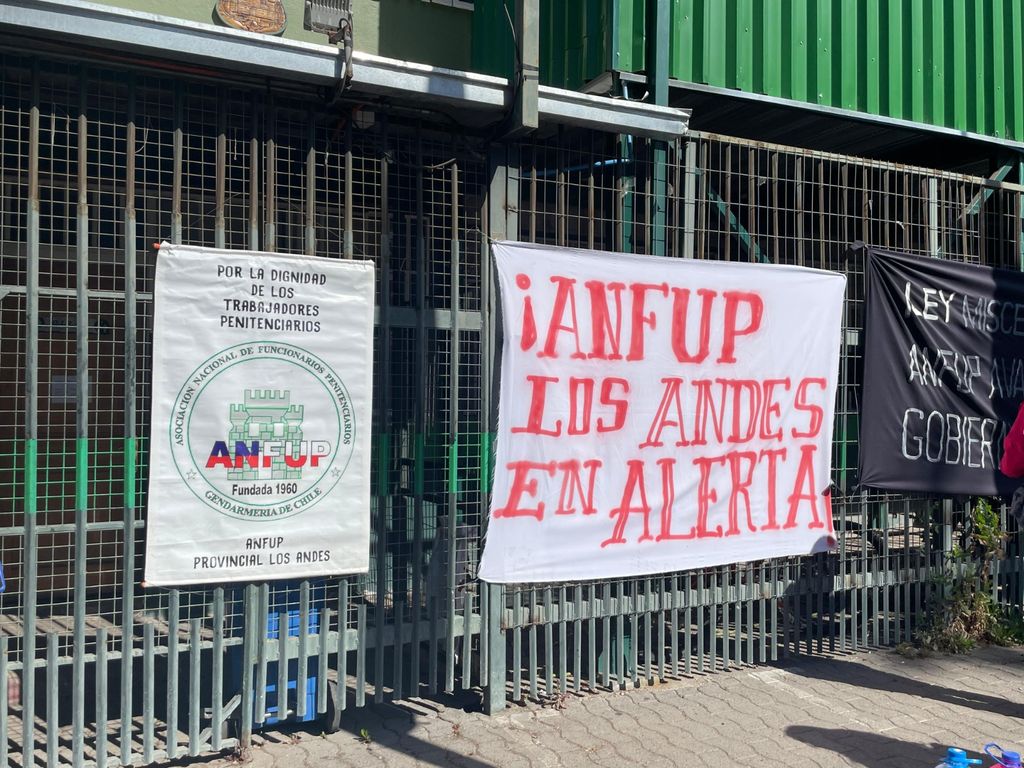 POR LA DIGNIDAD
DE LOS
TRABAJADORES
PENITENCIARIOS
ASOCIACIÓN NACIONAL DE FUNCIONARIOS PENITENCIARIOS
ANFUP
Fundada 1960
GENDARMERIA DE CHILE
ANFUP
PROVINCIAL LOS ANDES
¡ANFUP
LOS ANDES
EN ALERTA!
LEY
ANFUP